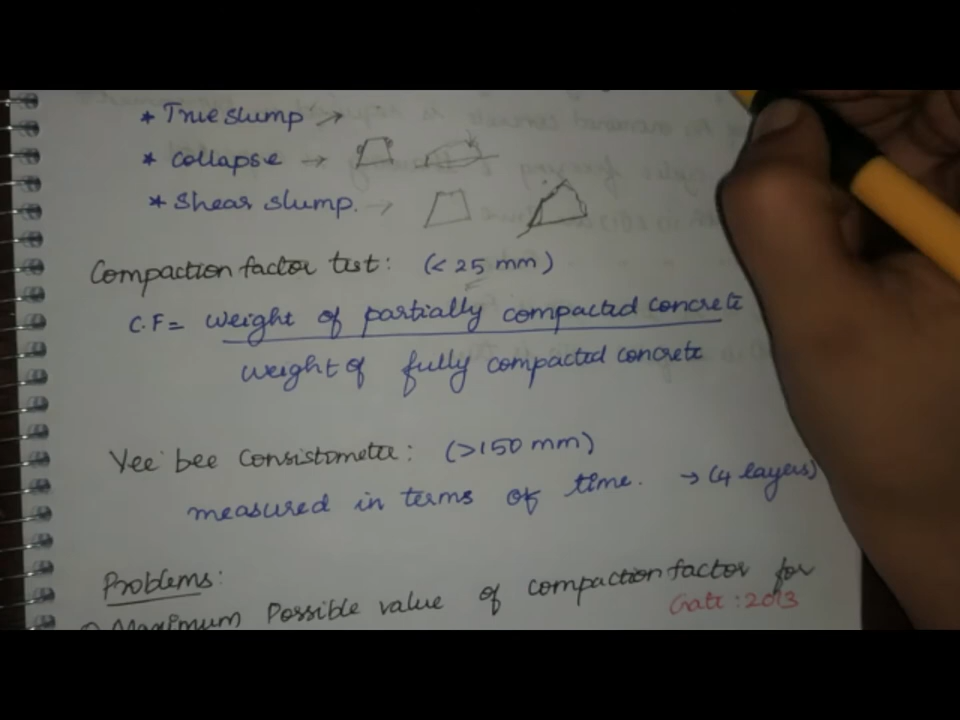 * True slump →
* collapse →
* Shear slump. →
Compaction factor test: (< 25 mm)
C.F = weight of partially compacted concrete
weight of fully compacted concrete
Vee bee Consistometer: (>150 mm)
measured in terms of time. → (4 layers)
Problems:
Maximum Possible value of compaction factor for
Gate : 2013